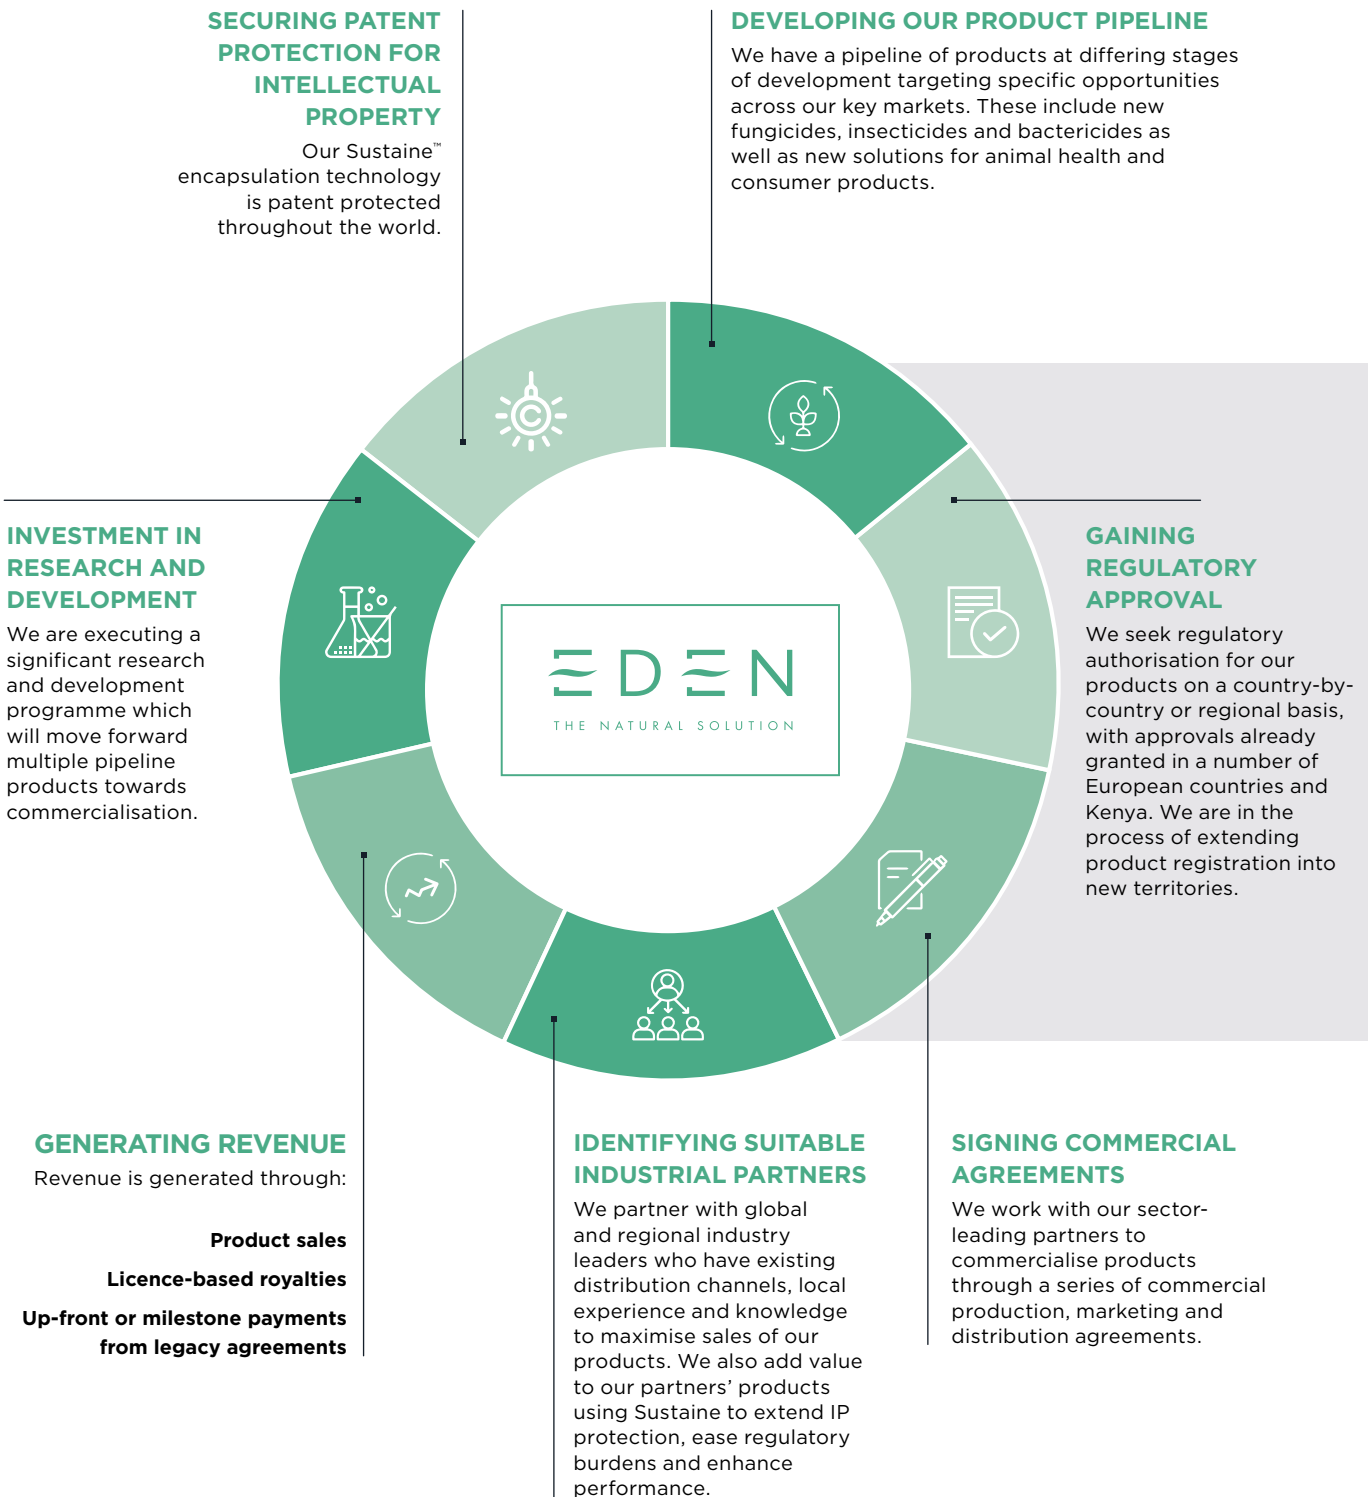 SECURING PATENT
PROTECTION FOR
INTELLECTUAL
PROPERTY
Our Sustaine™
encapsulation technology
is patent protected
throughout the world.
DEVELOPING OUR PRODUCT PIPELINE
We have a pipeline of products at differing stages
of development targeting specific opportunities
across our key markets. These include new
fungicides, insecticides and bactericides as
well as new solutions for animal health and
consumer products.
INVESTMENT IN
RESEARCH AND
DEVELOPMENT
We are executing a
significant research
and development
programme which
will move forward
multiple pipeline
products towards
commercialisation.
C
EDEN
THE NATURAL SOLUTION
GAINING
REGULATORY
APPROVAL
We seek regulatory
authorisation for our
products on a country-by-
country or regional basis,
with approvals already
granted in a number of
European countries and
Kenya. We are in the
process of extending
product registration into
new territories.
GENERATING REVENUE
Revenue is generated through:
Product sales
Licence-based royalties
Up-front or milestone payments
from legacy agreements
IDENTIFYING SUITABLE
INDUSTRIAL PARTNERS
We partner with global
and regional industry
leaders who have existing
distribution channels, local
experience and knowledge
to maximise sales of our
products. We also add value
to our partners’ products
using Sustaine to extend IP
protection, ease regulatory
burdens and enhance
performance.
SIGNING COMMERCIAL
AGREEMENTS
We work with our sector-
leading partners to
commercialise products
through a series of commercial
production, marketing and
distribution agreements.